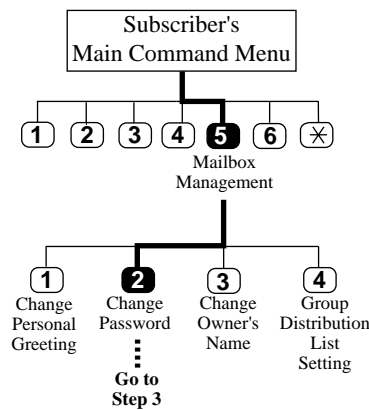 Subscriber's
Main Command Menu
1 2 3 4 5 6 *
Mailbox
Management
1 2 3 4
Change Change Change Group
Personal Password Owner's Distribution
Greeting Name List
Setting
Go to
Step 3